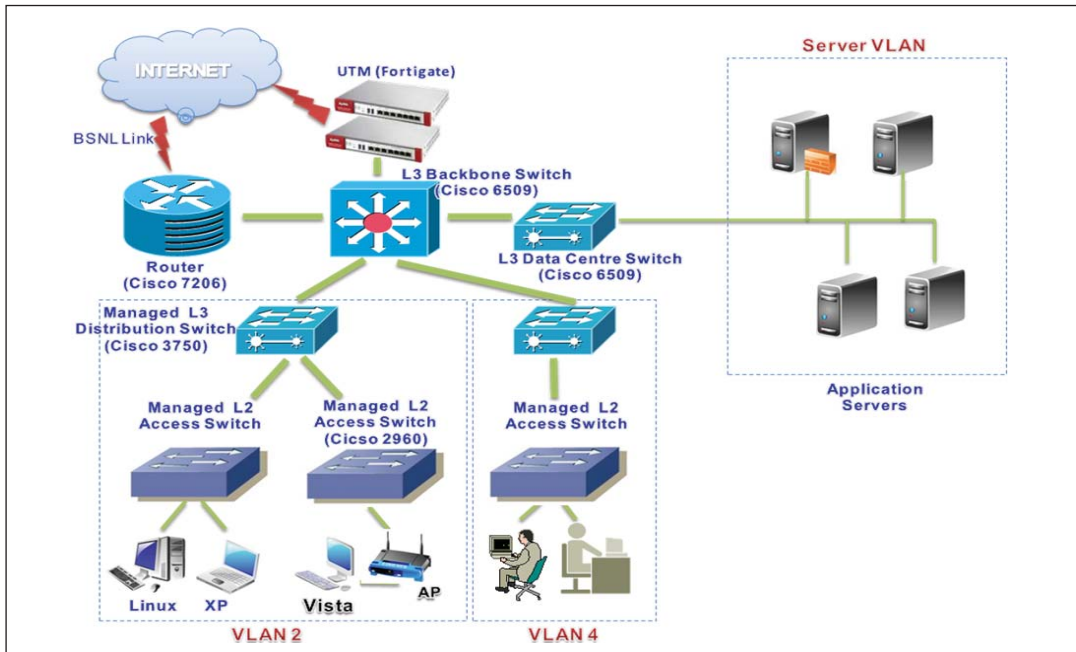 Server VLAN
INTERNET
UTM (Fortigate)
BSNL Link
L3 Backbone Switch
(Cisco 6509)
L3 Data Centre Switch
(Cisco 6509)
Router
(Cisco 7206)
Managed L3
Distribution Switch
(Cisco 3750)
Application
Servers
Managed L2
Access Switch
Managed L2
Access Switch
(Cicso 2960)
Managed L2
Access Switch
Linux
XP
Vista
AP
VLAN 2
VLAN 4